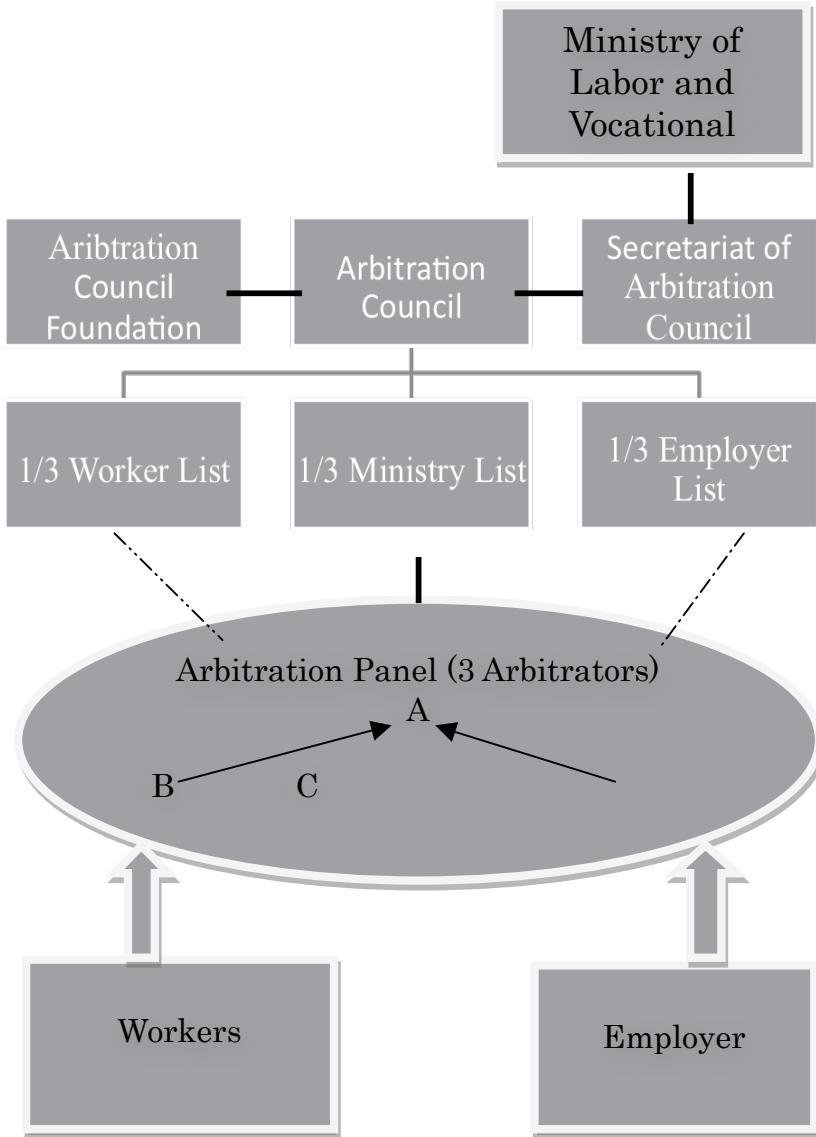 Ministry of
Labor and
Vocational
Aribtration
Council
Foundation
Arbitration
Council
Secretariat of
Arbitration
Council
1/3 Worker List
1/3 Ministry List
1/3 Employer
List
Arbitration Panel (3 Arbitrators)
A
B C
Workers
Employer